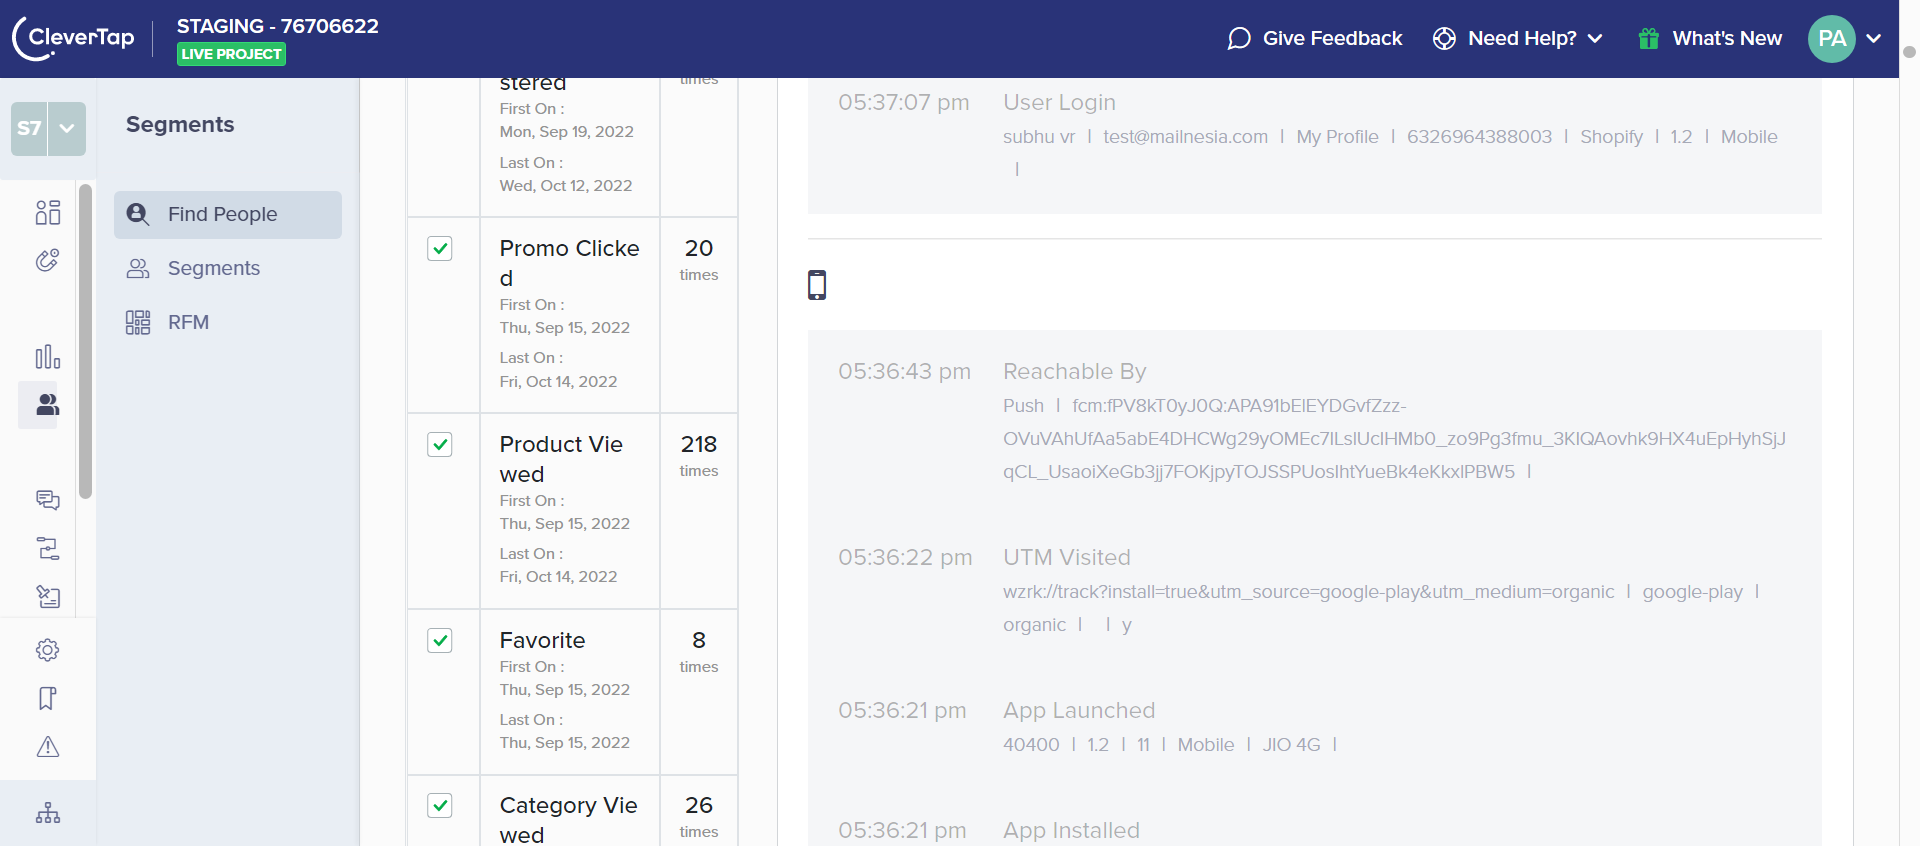 CleverTap
STAGING - 76706622
LIVE PROJECT
Give Feedback
Need Help?
What's New
PA
S7
Segments
Find People
Segments
RFM
stered
First On :
Mon, Sep 19, 2022
Last On :
Wed, Oct 12, 2022
times
Promo Clicke
d
First On :
Thu, Sep 15, 2022
Last On :
Fri, Oct 14, 2022
20
times
Product Vie
wed
First On :
Thu, Sep 15, 2022
Last On :
Fri, Oct 14, 2022
218
times
Favorite
First On :
Thu, Sep 15, 2022
Last On :
Thu, Sep 15, 2022
8
times
Category Vie
wed
26
times
05:37:07 pm User Login
subhu vr | test@mailnesia.com | My Profile | 6326964388003 | Shopify | 1.2 | Mobile
|
05:36:43 pm Reachable By
Push | fcm:fPV8kT0yJ0Q:APA91bElEYDGvfZzz-
OVuVAhUfAa5abE4DHCWg29yOMEc7lLslUcIHMb0_zo9Pg3fmu_3KlQAovhk9HX4uEpHyhSjJ
qCL_UsaoiXeGb3jj7FOKjpyTOJSSPUoslhtYueBk4eKkxlPBW5 |
05:36:22 pm UTM Visited
wzrk://track?install=true&utm_source=google-play&utm_medium=organic | google-play |
organic | | y
05:36:21 pm App Launched
40400 | 1.2 | 11 | Mobile | JIO 4G |
05:36:21 pm App Installed